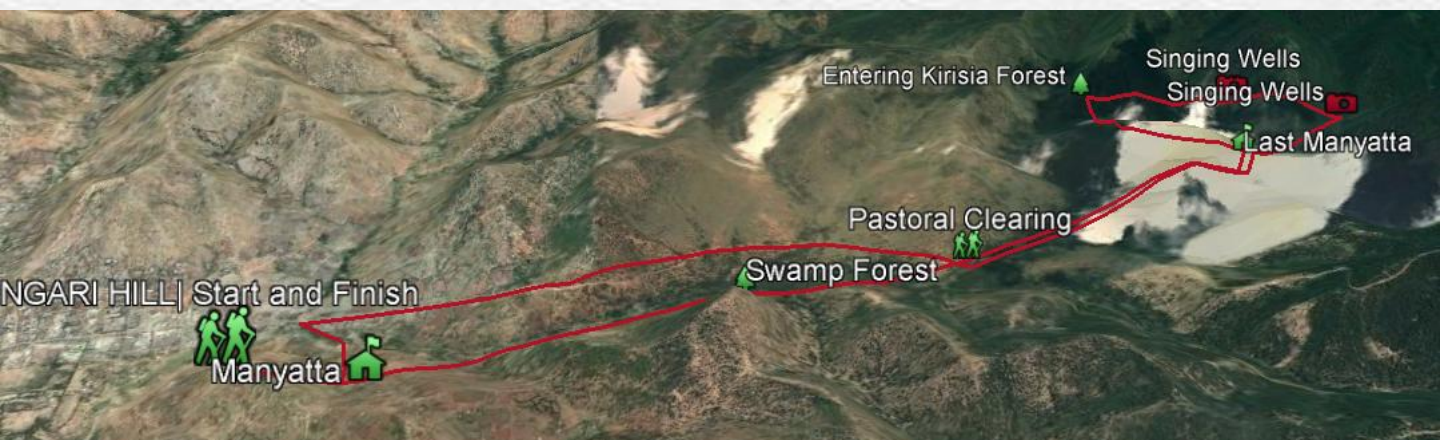 Singing Wells
Entering Kirisia Forest
Singing Wells
Last Manyatta
Pastoral Clearing
Swamp Forest
NGARI HILL| Start and Finish
Manyatta